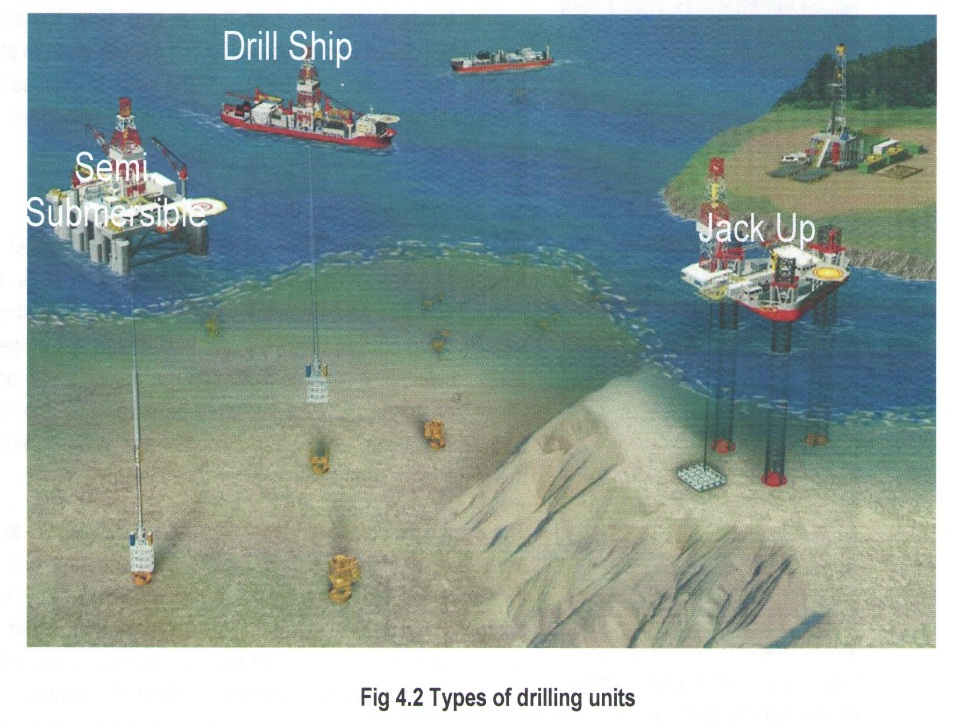 Drill Ship
Semi
Submersible
Jack Up
Fig 4.2 Types of drilling units